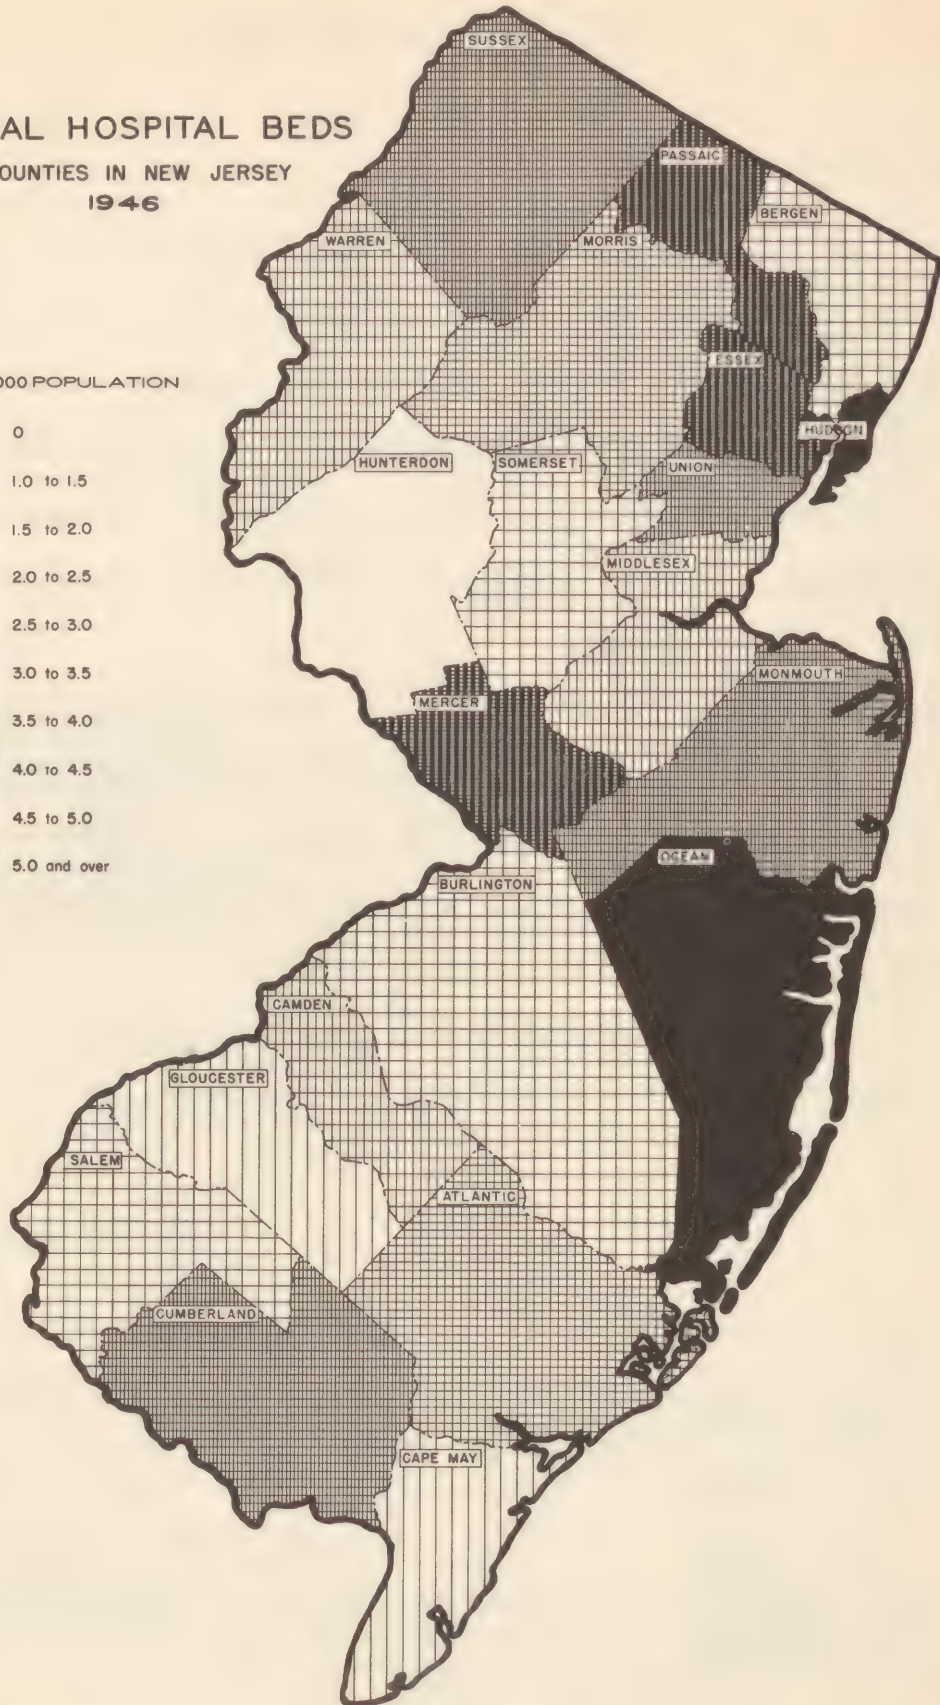 AL HOSPITAL BEDS
OUNTIES IN NEW JERSEY
1946
000 POPULATION
0
1.0 to 1.5
1.5 to 2.0
2.0 to 2.5
2.5 to 3.0
3.0 to 3.5
3.5 to 4.0
4.0 to 4.5
4.5 to 5.0
5.0 and over
SUSSEX
PASSAIC
BERGEN
WARREN
MORRIS
ESSEX
HUDSON
HUNTERDON
SOMERSET
UNION
MIDDLESEX
MONMOUTH
MERCER
OCEAN
BURLINGTON
CAMDEN
GLOUCESTER
SALEM
ATLANTIC
CUMBERLAND
CAPE MAY